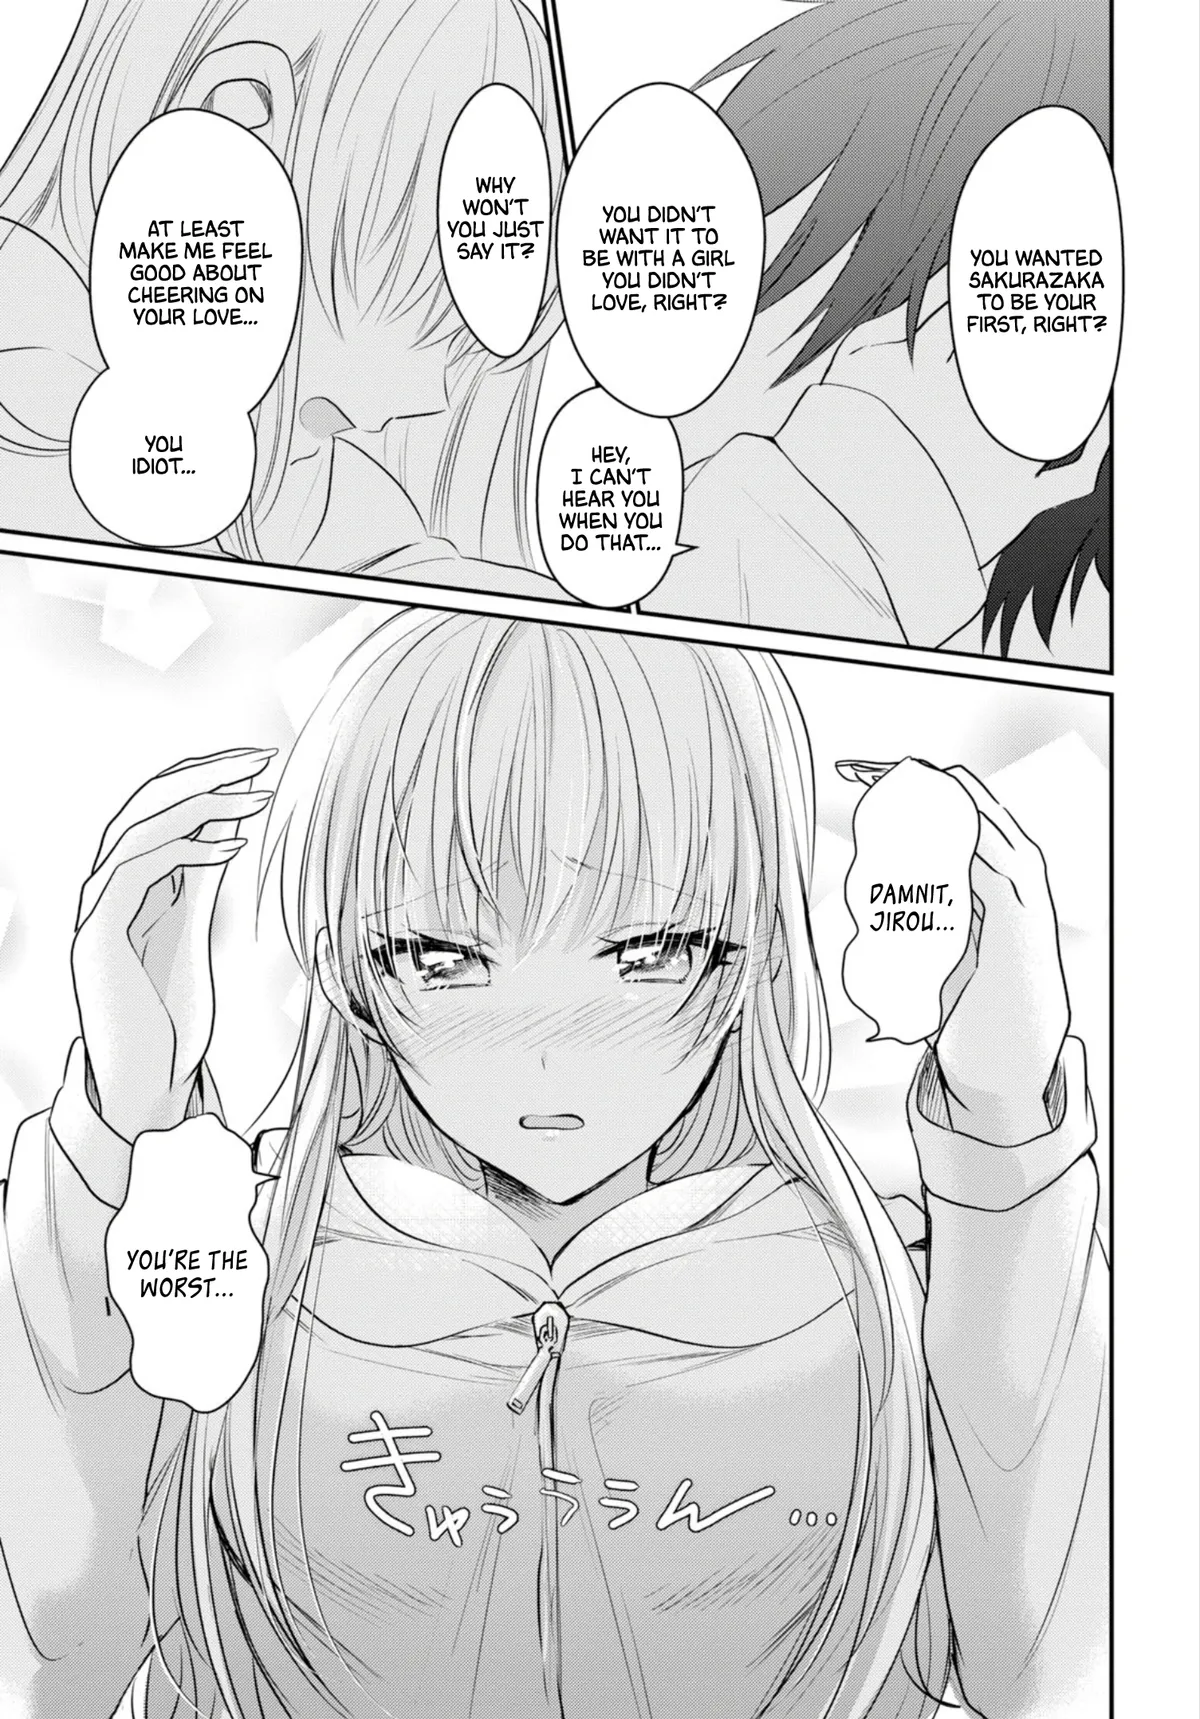 YOU WANTED
SAKURAZAKA
TO BE YOUR
FIRST, RIGHT?
YOU DIDN'T
WANT IT TO
BE WITH A GIRL
YOU DIDN'T
LOVE, RIGHT?
HEY,
I CAN'T
HEAR YOU
WHEN YOU
DO THAT...
WHY
WON'T
YOU JUST
SAY IT?
AT LEAST
MAKE ME FEEL
GOOD ABOUT
CHEERING ON
YOUR LOVE...
YOU
IDIOT...
DAMNIT,
JIROU...
YOU'RE THE
WORST...
きゅううううん...